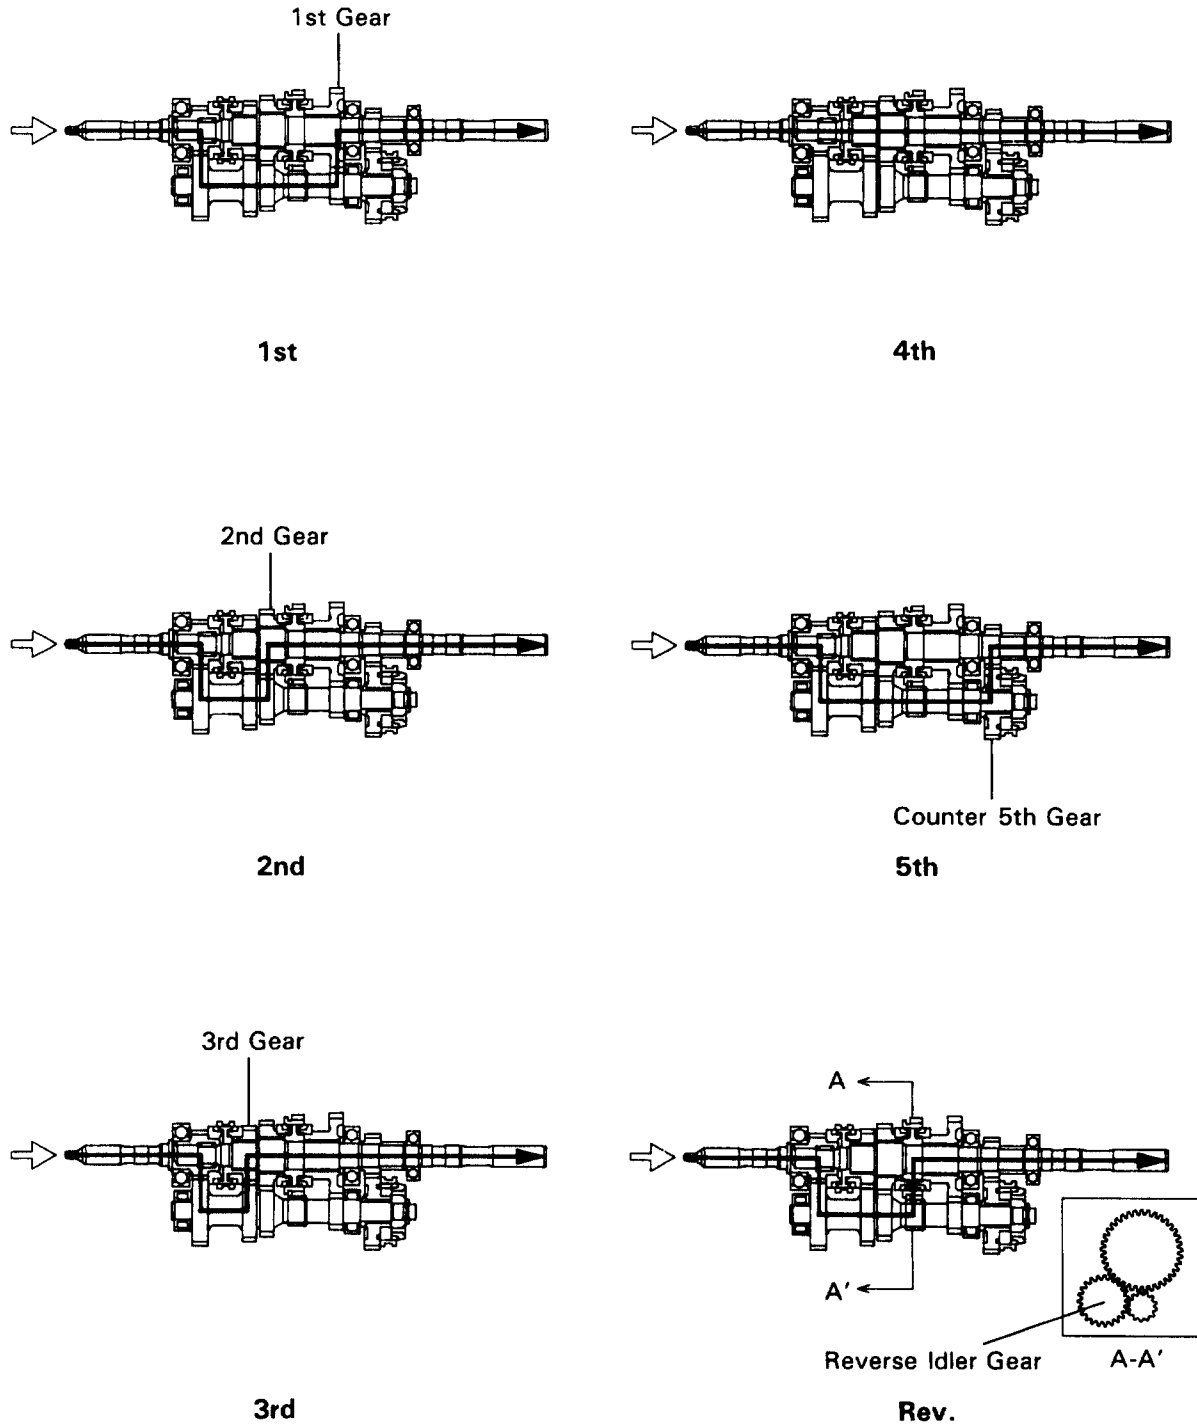 1st Gear
1st
4th
2nd Gear
2nd
Counter 5th Gear
5th
3rd Gear
3rd
A
A'
Reverse Idler Gear
A-A'
Rev.